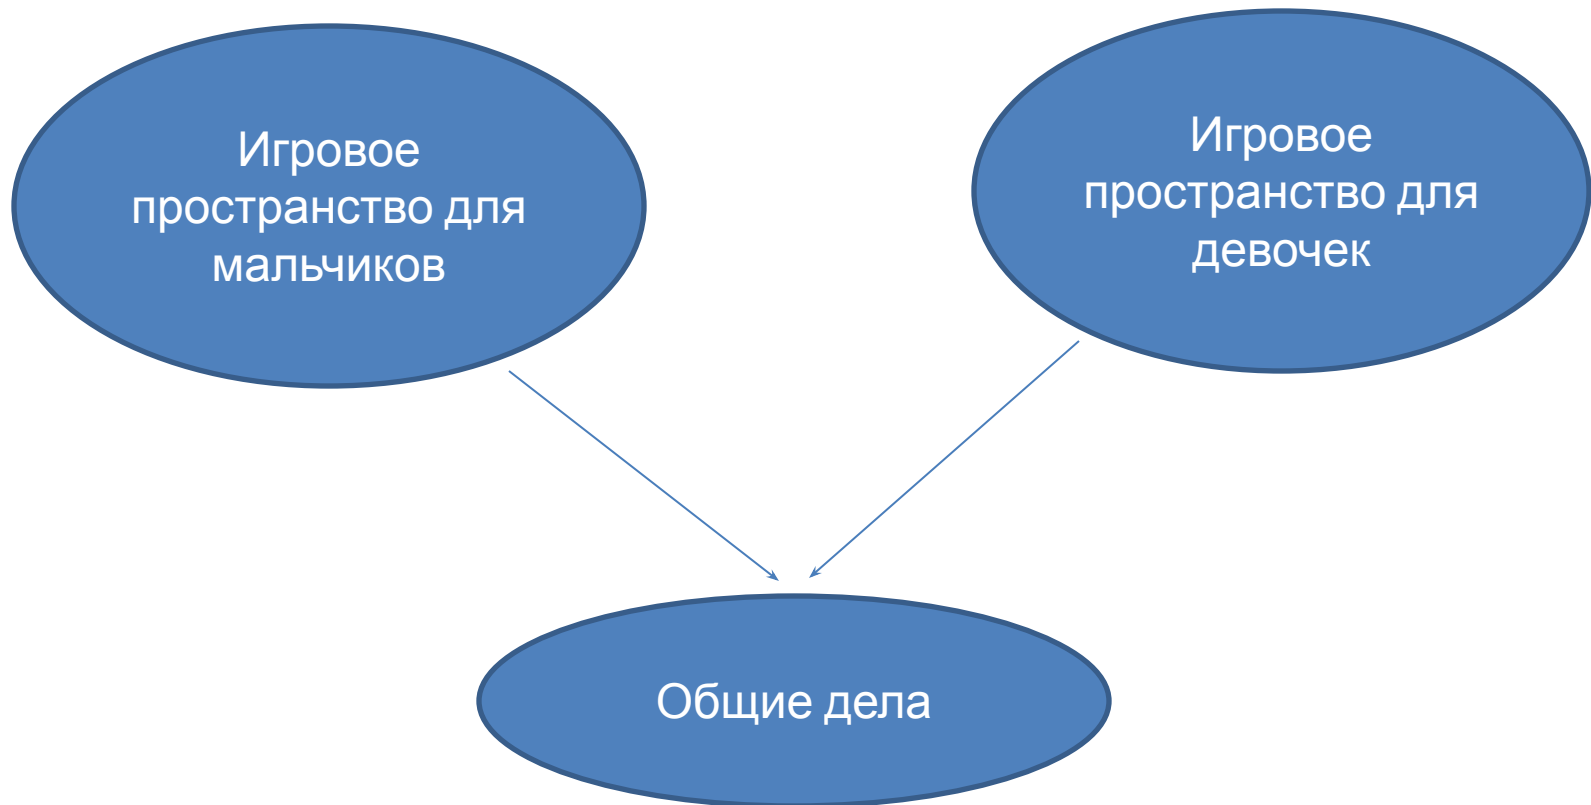 Игровое
пространство для
мальчиков
Игровое
пространство для
девочек
Общие дела